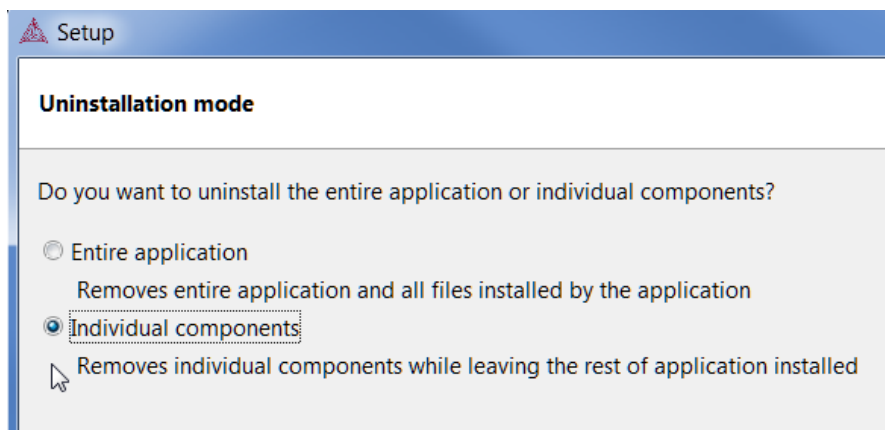 Setup
Uninstallation mode
Do you want to uninstall the entire application or individual components?
Entire application
Removes entire application and all files installed by the application
Individual components
Removes individual components while leaving the rest of application installed